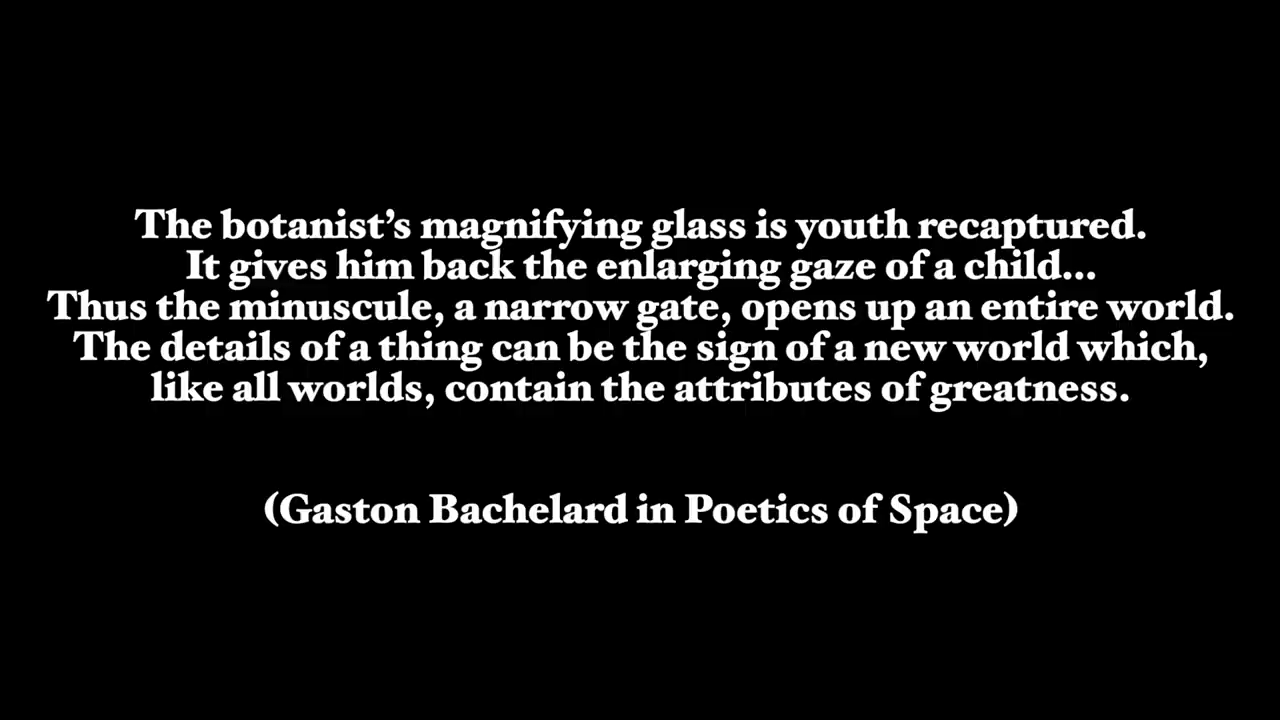 The botanist’s magnifying glass is youth recaptured.
It gives him back the enlarging gaze of a child...
Thus the minuscule, a narrow gate, opens up an entire world.
The details of a thing can be the sign of a new world which,
like all worlds, contain the attributes of greatness.
(Gaston Bachelard in Poetics of Space)